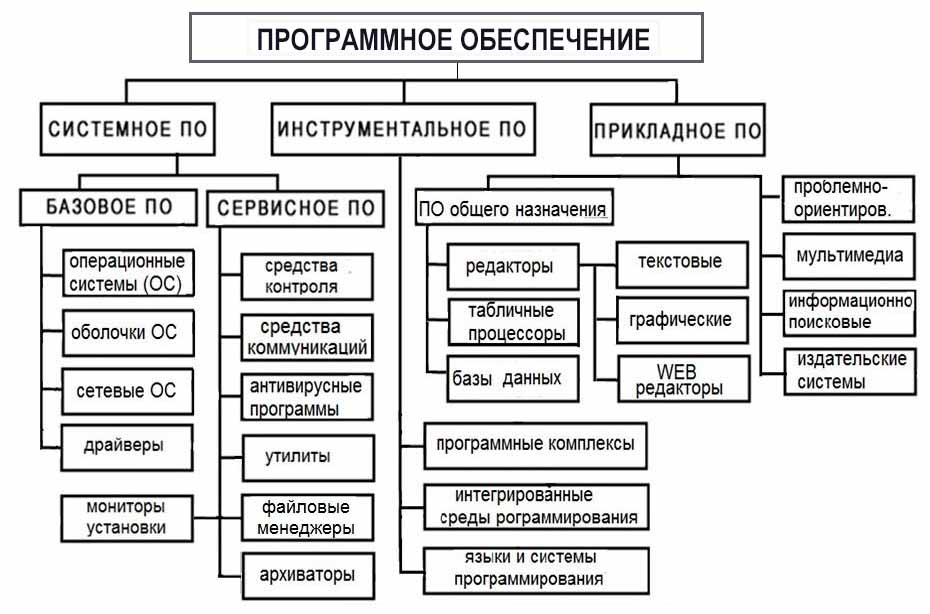 ПРОГРАММНОЕ ОБЕСПЕЧЕНИЕ
СИСТЕМНОЕ ПО
ИНСТРУМЕНТАЛЬНОЕ ПО
ПРИКЛАДНОЕ ПО
БАЗОВОЕ ПО
операционные
системы (ОС)
оболочки ОС
сетевые ОС
драйверы
СЕРВИСНОЕ ПО
средства
контроля
средства
коммуникаций
антивирусные
программы
утилиты
мониторы
установки
файловые
менеджеры
архиваторы
ПО общего назначения
редакторы
табличные
процессоры
базы данных
текстовые
графические
WEB
редакторы
проблемно-
ориентиров.
мультимедиа
информационно
поисковые
издательские
системы
программные комплексы
интегрированные
среды рограммирования
языки и системы
программирования